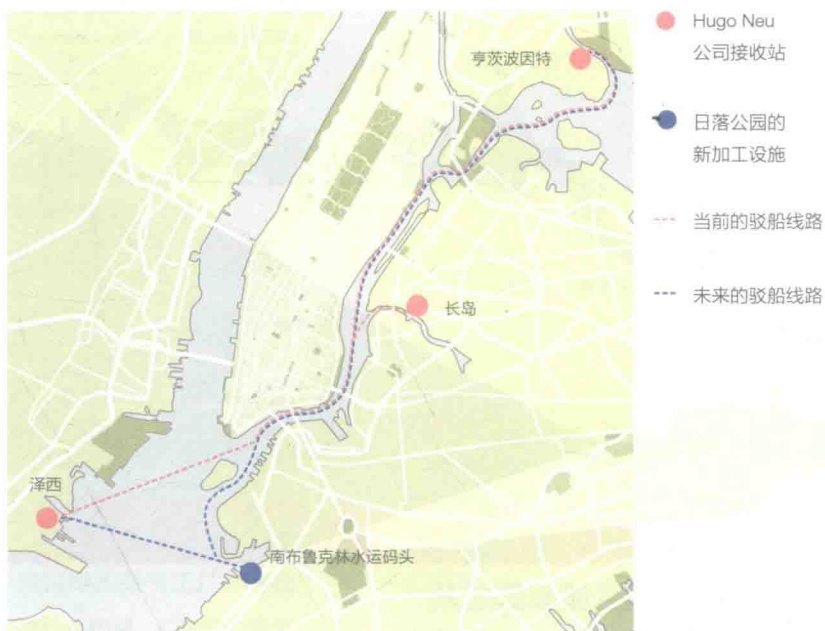 亨茨波因特
长岛
泽西
南布鲁克林水运码头
Hugo Neu
公司接收站
日落公园的
新加工设施
当前的驳船线路
未来的驳船线路